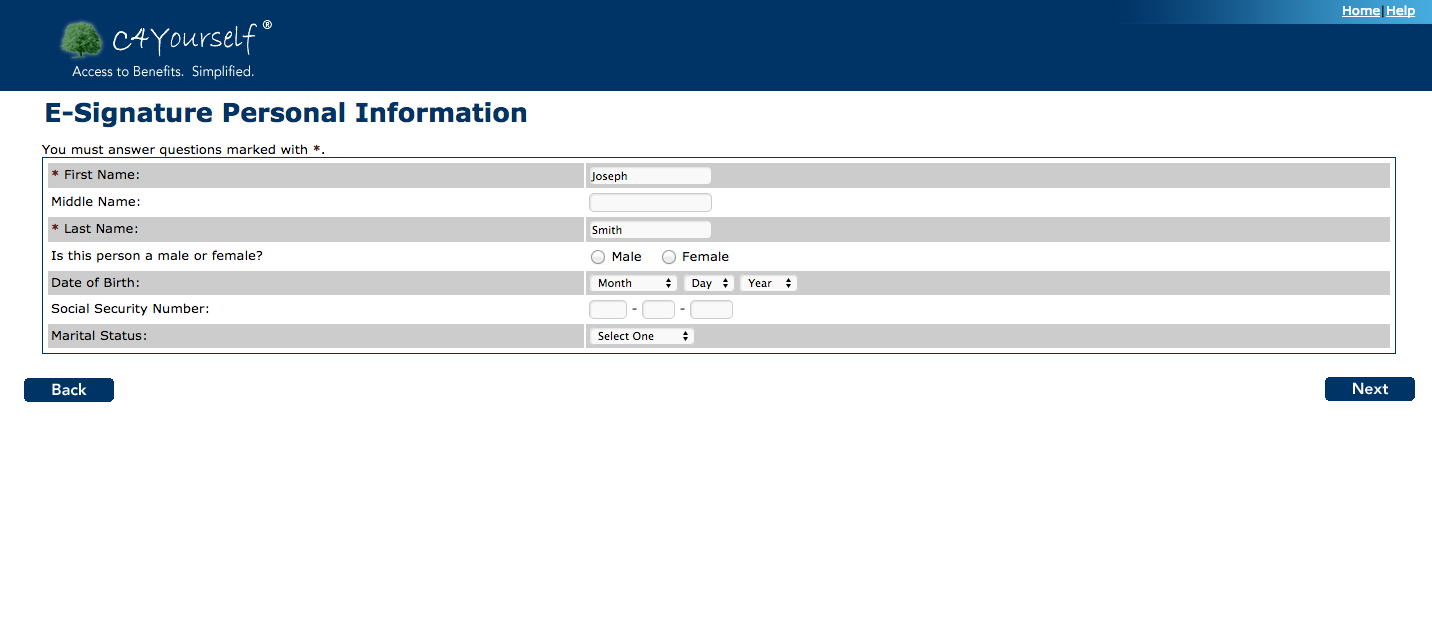 Home|Help
C4Yourself®
Access to Benefits. Simplified.
E-Signature Personal Information
You must answer questions marked with *.
* First Name: Joseph
Middle Name:
* Last Name: Smith
Is this person a male or female? Male Female
Date of Birth: Month Day Year
Social Security Number: - -
Marital Status: Select One
Back Next